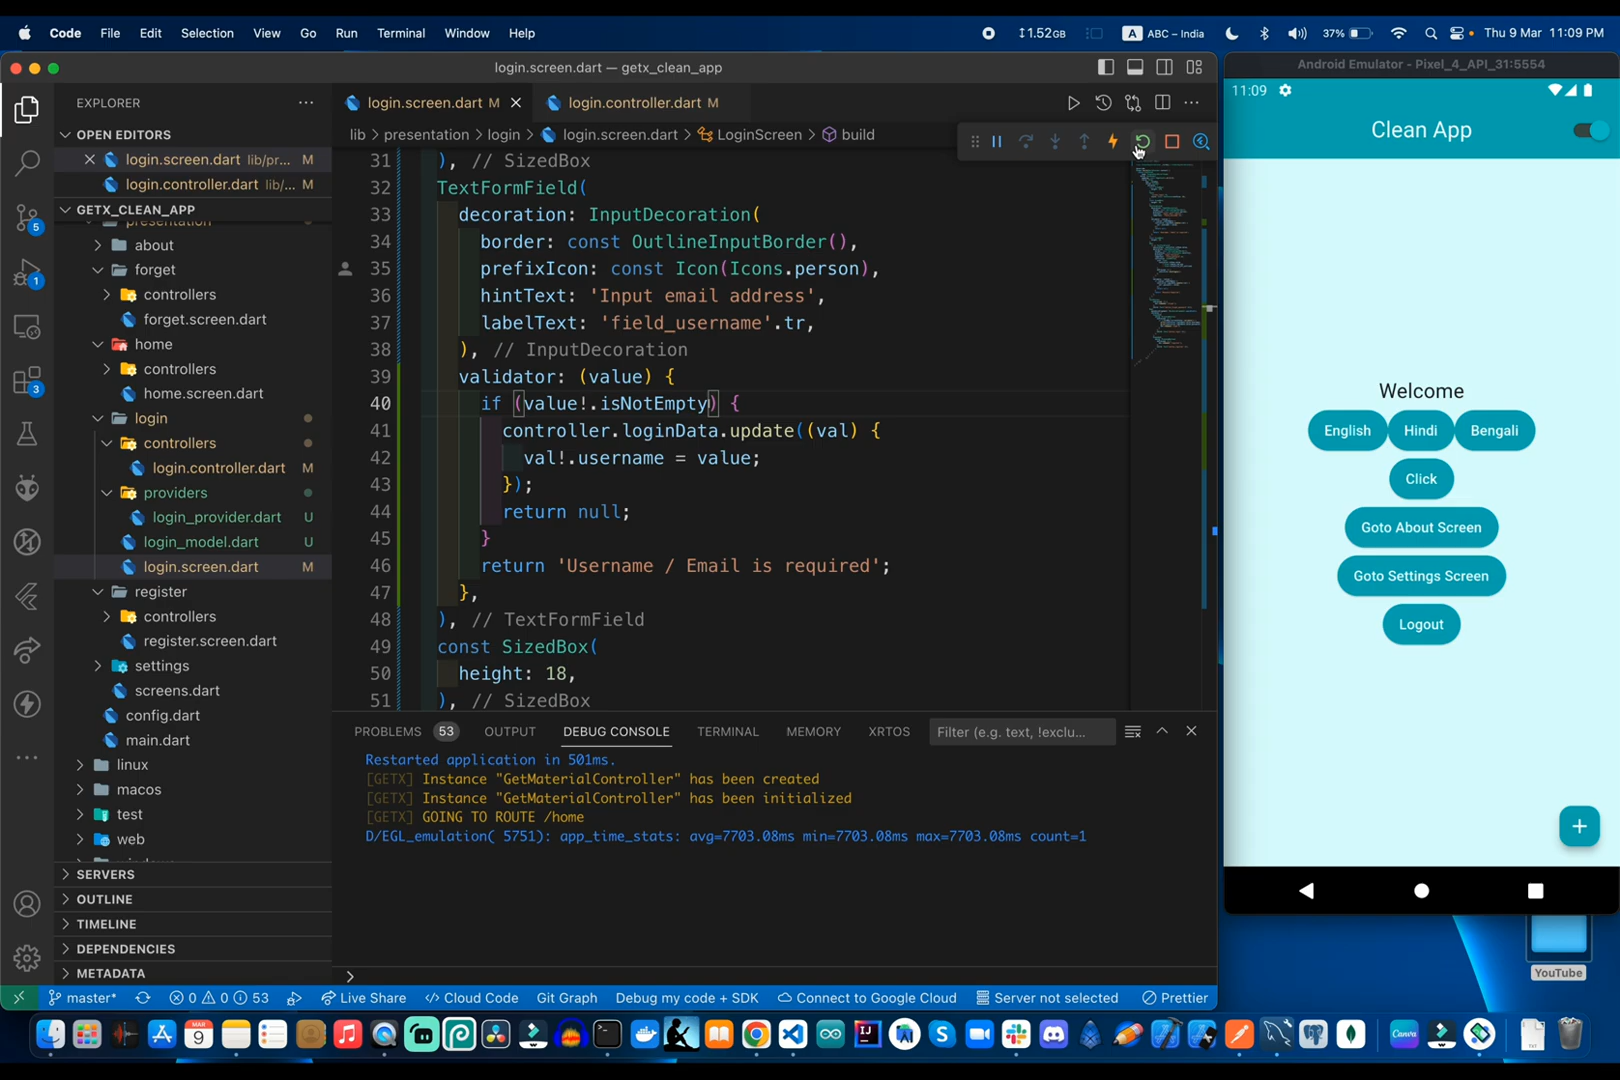 Code File Edit Selection View Go Run Terminal Window Help
1.52GB A ABC – India 37% Thu 9 Mar 11:09 PM
login.screen.dart — getx_clean_app
Android Emulator - Pixel_4_API_31:5554
EXPLORER
login.screen.dart M
login.controller.dart M
11:09
OPEN EDITORS
lib > presentation > login > login.screen.dart > LoginScreen > build
Clean App
login.screen.dart lib/pr... M
login.controller.dart lib/... M
GETX_CLEAN_APP
presentation
about
forget
controllers
forget.screen.dart
home
controllers
home.screen.dart
login
controllers
login.controller.dart M
providers
login_provider.dart U
login_model.dart U
login.screen.dart M
register
controllers
register.screen.dart
settings
screens.dart
config.dart
main.dart
linux
macos
test
web
SERVERS
OUTLINE
TIMELINE
DEPENDENCIES
METADATA
5
1
3
31 ), // SizedBox
32 TextFormField(
33 decoration: InputDecoration(
34 border: const OutlineInputBorder(),
35 prefixIcon: const Icon(Icons.person),
36 hintText: 'Input email address',
37 labelText: 'field_username'.tr,
38 ), // InputDecoration
39 validator: (value) {
40 if (value!.isNotEmpty) {
41 controller.loginData.update((val) {
42 val!.username = value;
43 });
44 return null;
45 }
46 return 'Username / Email is required';
47 },
48 ), // TextFormField
49 const SizedBox(
50 height: 18,
51 ), // SizedBox
PROBLEMS 53 OUTPUT DEBUG CONSOLE TERMINAL MEMORY XRTOS Filter (e.g. text, !exclu...
Restarted application in 501ms.
[GETX] Instance "GetMaterialController" has been created
[GETX] Instance "GetMaterialController" has been initialized
[GETX] GOING TO ROUTE /home
D/EGL_emulation( 5751): app_time_stats: avg=7703.08ms min=7703.08ms max=7703.08ms count=1
>
Welcome
English Hindi Bengali
Click
Goto About Screen
Goto Settings Screen
Logout
+
YouTube
master* 0 0 53 Live Share Cloud Code Git Graph Debug my code + SDK Connect to Google Cloud Server not selected Prettier
MAR
9
Canva
TXT